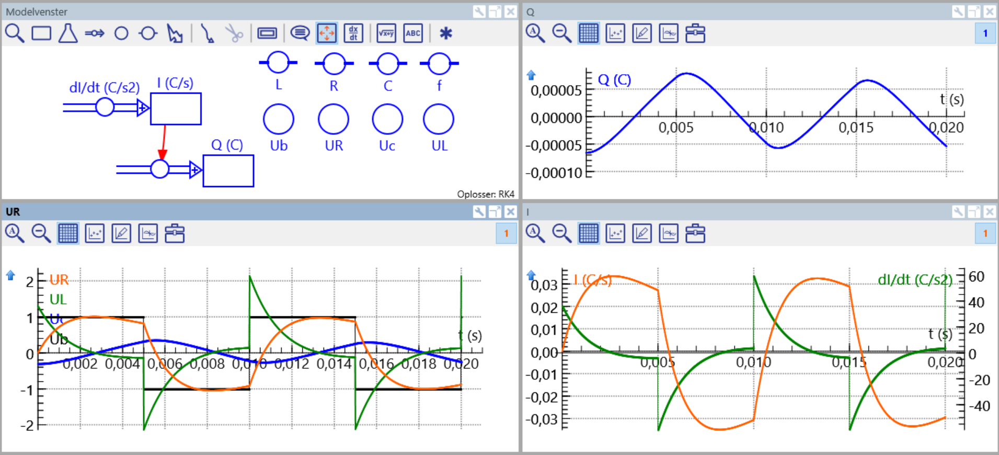 Modelvenster
A
dx
dt
√x+y
ABC
L
R
C
f
dI/dt (C/s2)
I (C/s)
Ub
UR
Uc
UL
Q (C)
Oplosser: RK4
Q
A
1
Q (C)
t (s)
0,00005
0,00000
-0,00005
-0,00010
0,005
0,010
0,015
0,020
UR
A
1
UR
UL
Uc
Ub
t (s)
2
1
0
-1
-2
0,002
0,004
0,006
0,008
0,010
0,012
0,014
0,016
0,018
0,020
I
A
1
I (C/s)
dI/dt (C/s2)
t (s)
0,03
0,02
0,01
0,00
-0,01
-0,02
-0,03
0,005
0,010
0,015
0,020
60
40
20
0
-20
-40